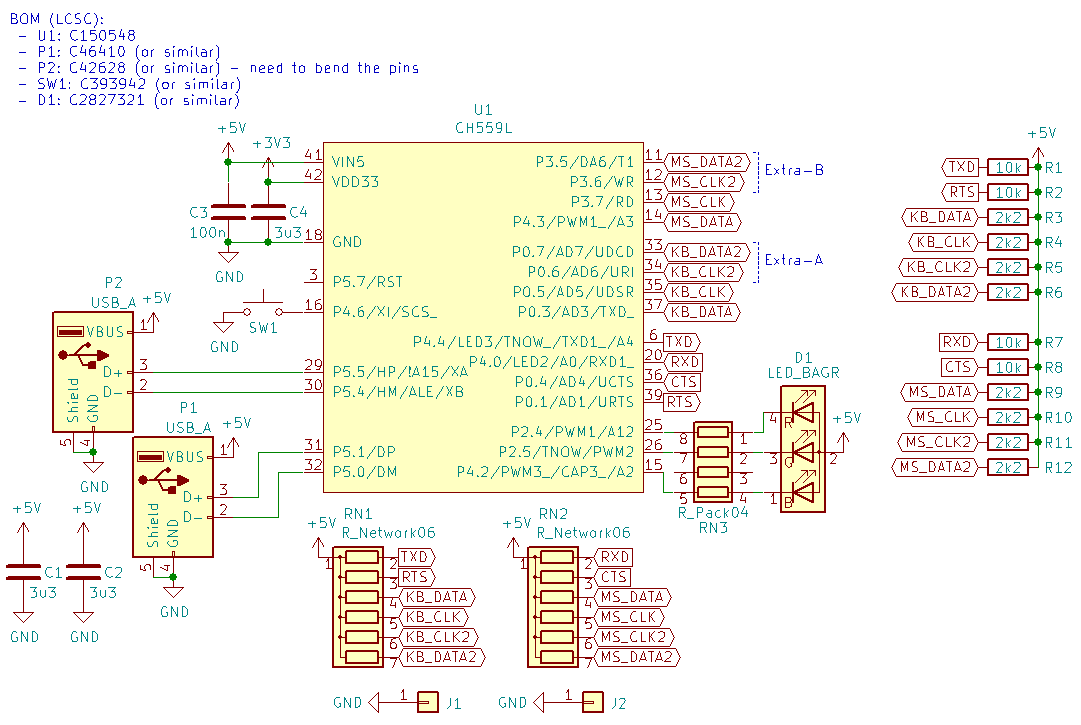 BOM (LCSC):
- U1: C150548
- P1: C46410 (or similar)
- P2: C42628 (or similar) - need to bend the pins
- SW1: C393942 (or similar)
- D1: C2827321 (or similar)
U1
CH559L
+5V
+3V3
41
VIN5
42
VDD33
C3
100n
C4
3u3
18
GND
GND
3
P5.7/RST
16
P4.6/XI/SCS_
SW1
GND
29
P5.5/HP/IA15/XA
30
P5.4/HM/ALE/XB
31
P5.1/DP
32
P5.0/DM
P3.5/DA6/T1
11
MS_DATA2
P3.6/WR
12
MS_CLK2
Extra-B
P3.7/RD
13
MS_CLK
P4.3/PWM1_/A3
14
MS_DATA
P0.7/AD7/UDCD
33
KB_DATA2
P0.6/AD6/URI
34
KB_CLK2
Extra-A
P0.5/AD5/UDSR
35
KB_CLK
P0.3/AD3/TXD_
37
KB_DATA
P4.4/LED3/TNOW_/TXD1_/A4
6
TXD
P4.0/LED2/A0/RXD1_
20
RXD
P0.4/AD4/UCTS
36
CTS
P0.1/AD1/URTS
39
RTS
P2.4/PWM1/A12
25
P2.5/TNOW/PWM2
26
P4.2/PWM3_/CAP3_/A2
15
8
1
7
2
6
3
5
4
R_Pack04
RN3
D1
LED_BAGR
4
R
3
G
1
B
2
+5V
P2
USB_A
+5V
VBUS
1
D+
3
D-
2
Shield
GND
5
4
GND
P1
USB_A
+5V
VBUS
1
D+
3
D-
2
Shield
GND
5
4
GND
+5V
C1
3u3
GND
+5V
C2
3u3
GND
RN1
R_Network06
+5V
1
2
TXD
3
RTS
4
KB_DATA
5
KB_CLK
6
KB_CLK2
7
KB_DATA2
RN2
R_Network06
+5V
1
2
RXD
3
CTS
4
MS_DATA
5
MS_CLK
6
MS_CLK2
7
MS_DATA2
GND
1
J1
GND
1
J2
+5V
TXD
10k
R1
RTS
10k
R2
KB_DATA
2k2
R3
KB_CLK
2k2
R4
KB_CLK2
2k2
R5
KB_DATA2
2k2
R6
RXD
10k
R7
CTS
10k
R8
MS_DATA
2k2
R9
MS_CLK
2k2
R10
MS_CLK2
2k2
R11
MS_DATA2
2k2
R12